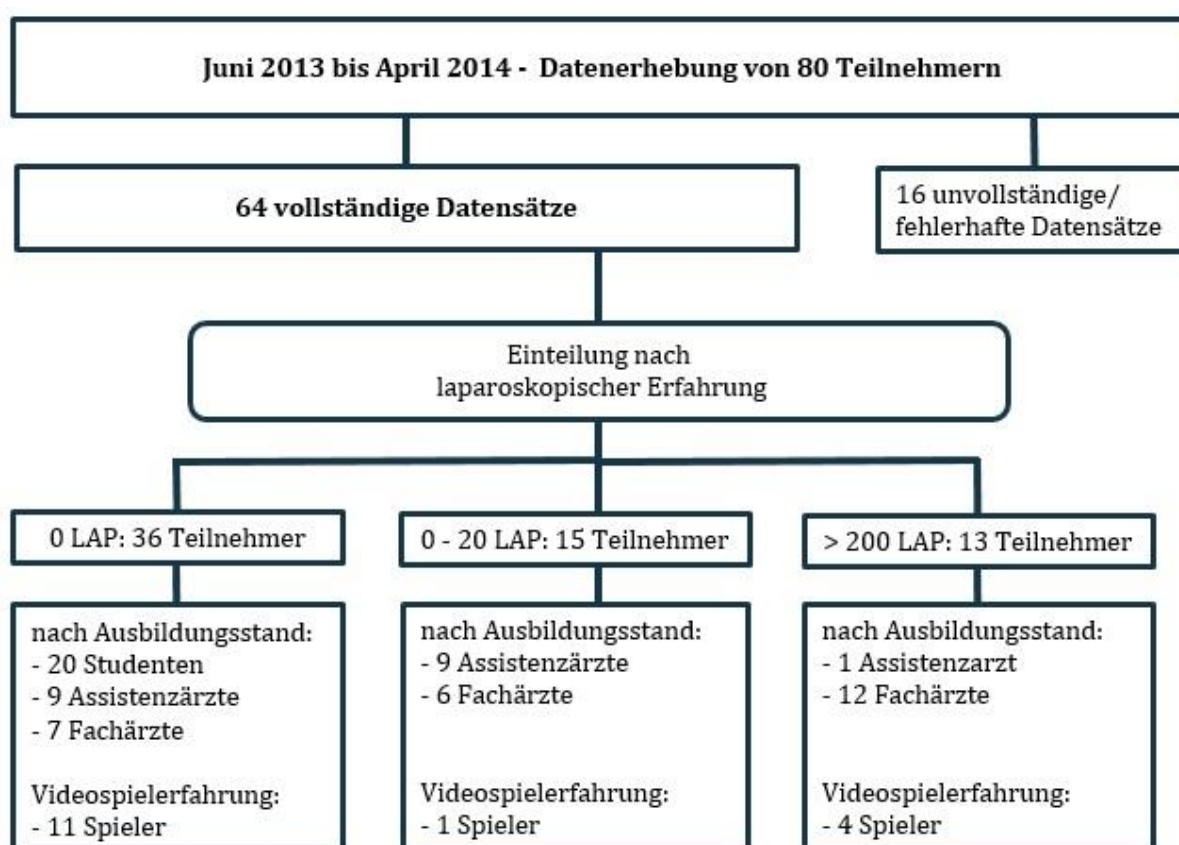 Juni 2013 bis April 2014 - Datenerhebung von 80 Teilnehmern
64 vollständige Datensätze
16 unvollständige/
fehlerhafte Datensätze
Einteilung nach
laparoskopischer Erfahrung
0 LAP: 36 Teilnehmer
0 - 20 LAP: 15 Teilnehmer
> 200 LAP: 13 Teilnehmer
nach Ausbildungsstand:
- 20 Studenten
- 9 Assistenzärzte
- 7 Fachärzte
Videospielerfahrung:
- 11 Spieler
nach Ausbildungsstand:
- 9 Assistenzärzte
- 6 Fachärzte
Videospielerfahrung:
- 1 Spieler
nach Ausbildungsstand:
- 1 Assistenzarzt
- 12 Fachärzte
Videospielerfahrung:
- 4 Spieler